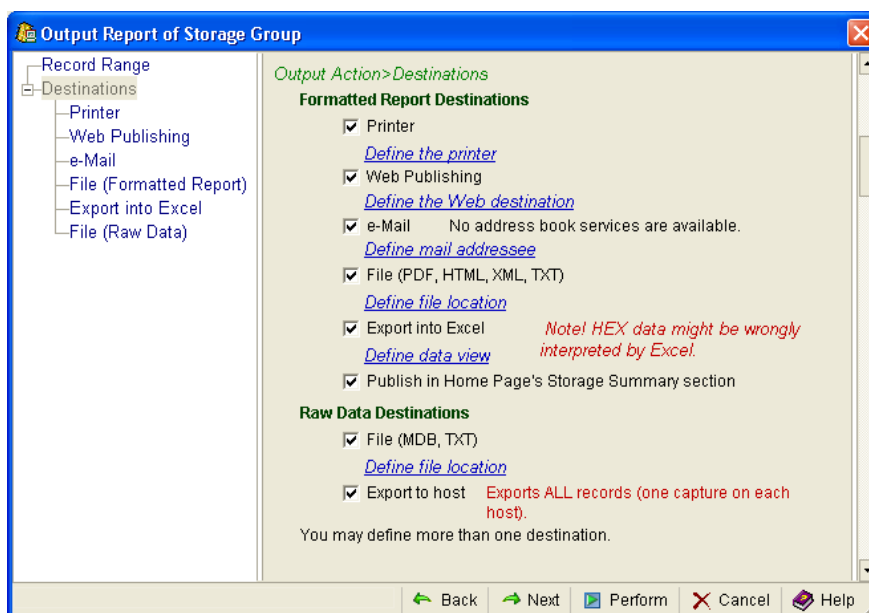 Output Report of Storage Group
Record Range
Destinations
Printer
Web Publishing
e-Mail
File (Formatted Report)
Export into Excel
File (Raw Data)
Output Action>Destinations
Formatted Report Destinations
Printer
Define the printer
Web Publishing
Define the Web destination
e-Mail No address book services are available.
Define mail addressee
File (PDF, HTML, XML, TXT)
Define file location
Export into Excel
Note! HEX data might be wrongly
interpreted by Excel.
Define data view
Publish in Home Page's Storage Summary section
Raw Data Destinations
File (MDB, TXT)
Define file location
Export to host
Exports ALL records (one capture on each
host).
You may define more than one destination.
Back Next Perform Cancel Help